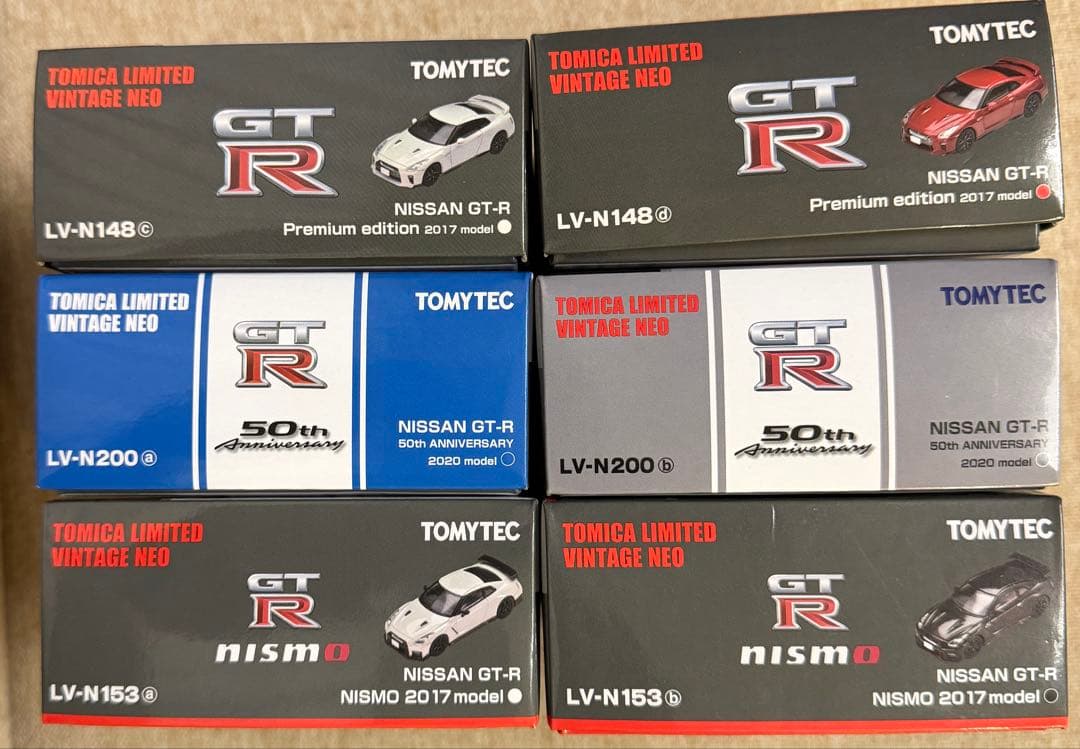 TOMICA LIMITED
VINTAGE NEO
TOMYTEC
GT
R
NISSAN GT-R
LV-N148ⓒ
Premium edition 2017 model
TOMICA LIMITED
VINTAGE NEO
TOMYTEC
GT
R
NISSAN GT-R
LV-N148ⓓ
Premium edition 2017 model
TOMICA LIMITED
VINTAGE NEO
TOMYTEC
GT
R
50th
Anniversary
NISSAN GT-R
50th ANNIVERSARY
LV-N200ⓐ
2020 model
TOMICA LIMITED
VINTAGE NEO
TOMYTEC
GT
R
50th
Anniversary
NISSAN GT-R
50th ANNIVERSARY
LV-N200ⓑ
2020 model
TOMICA LIMITED
VINTAGE NEO
TOMYTEC
GT
R
nismo
NISSAN GT-R
LV-N153ⓐ
NISMO 2017 model
TOMICA LIMITED
VINTAGE NEO
TOMYTEC
GT
R
nismo
NISSAN GT-R
LV-N153ⓑ
NISMO 2017 model